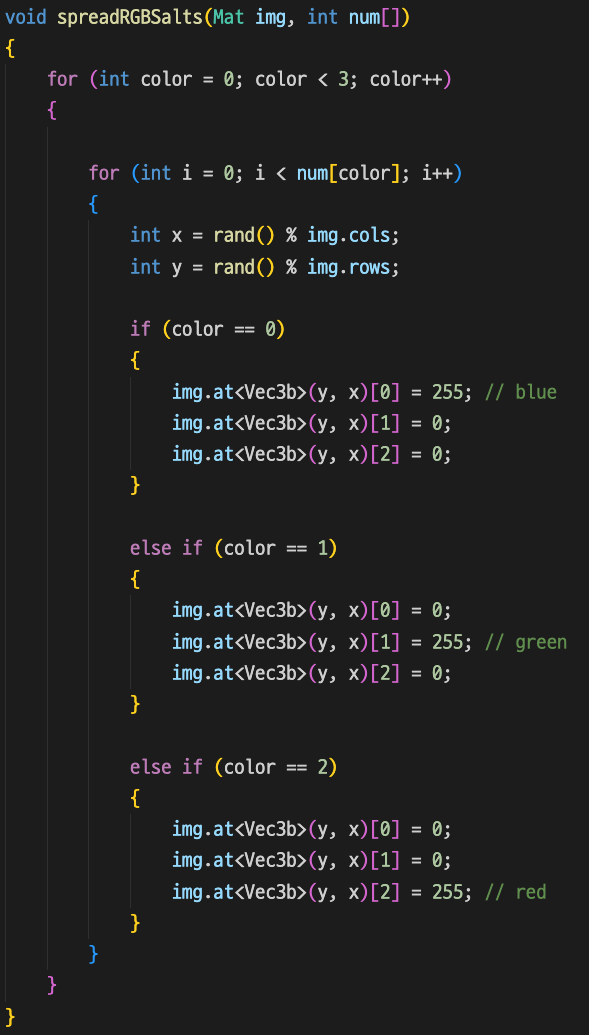 void spreadRGBSalts(Mat img, int num[])
{
    for (int color = 0; color < 3; color++)
    {

        for (int i = 0; i < num[color]; i++)
        {
            int x = rand() % img.cols;
            int y = rand() % img.rows;

            if (color == 0)
            {
                img.at<Vec3b>(y, x)[0] = 255; // blue
                img.at<Vec3b>(y, x)[1] = 0;
                img.at<Vec3b>(y, x)[2] = 0;
            }

            else if (color == 1)
            {
                img.at<Vec3b>(y, x)[0] = 0;
                img.at<Vec3b>(y, x)[1] = 255; // green
                img.at<Vec3b>(y, x)[2] = 0;
            }

            else if (color == 2)
            {
                img.at<Vec3b>(y, x)[0] = 0;
                img.at<Vec3b>(y, x)[1] = 0;
                img.at<Vec3b>(y, x)[2] = 255; // red
            }
        }
    }
}